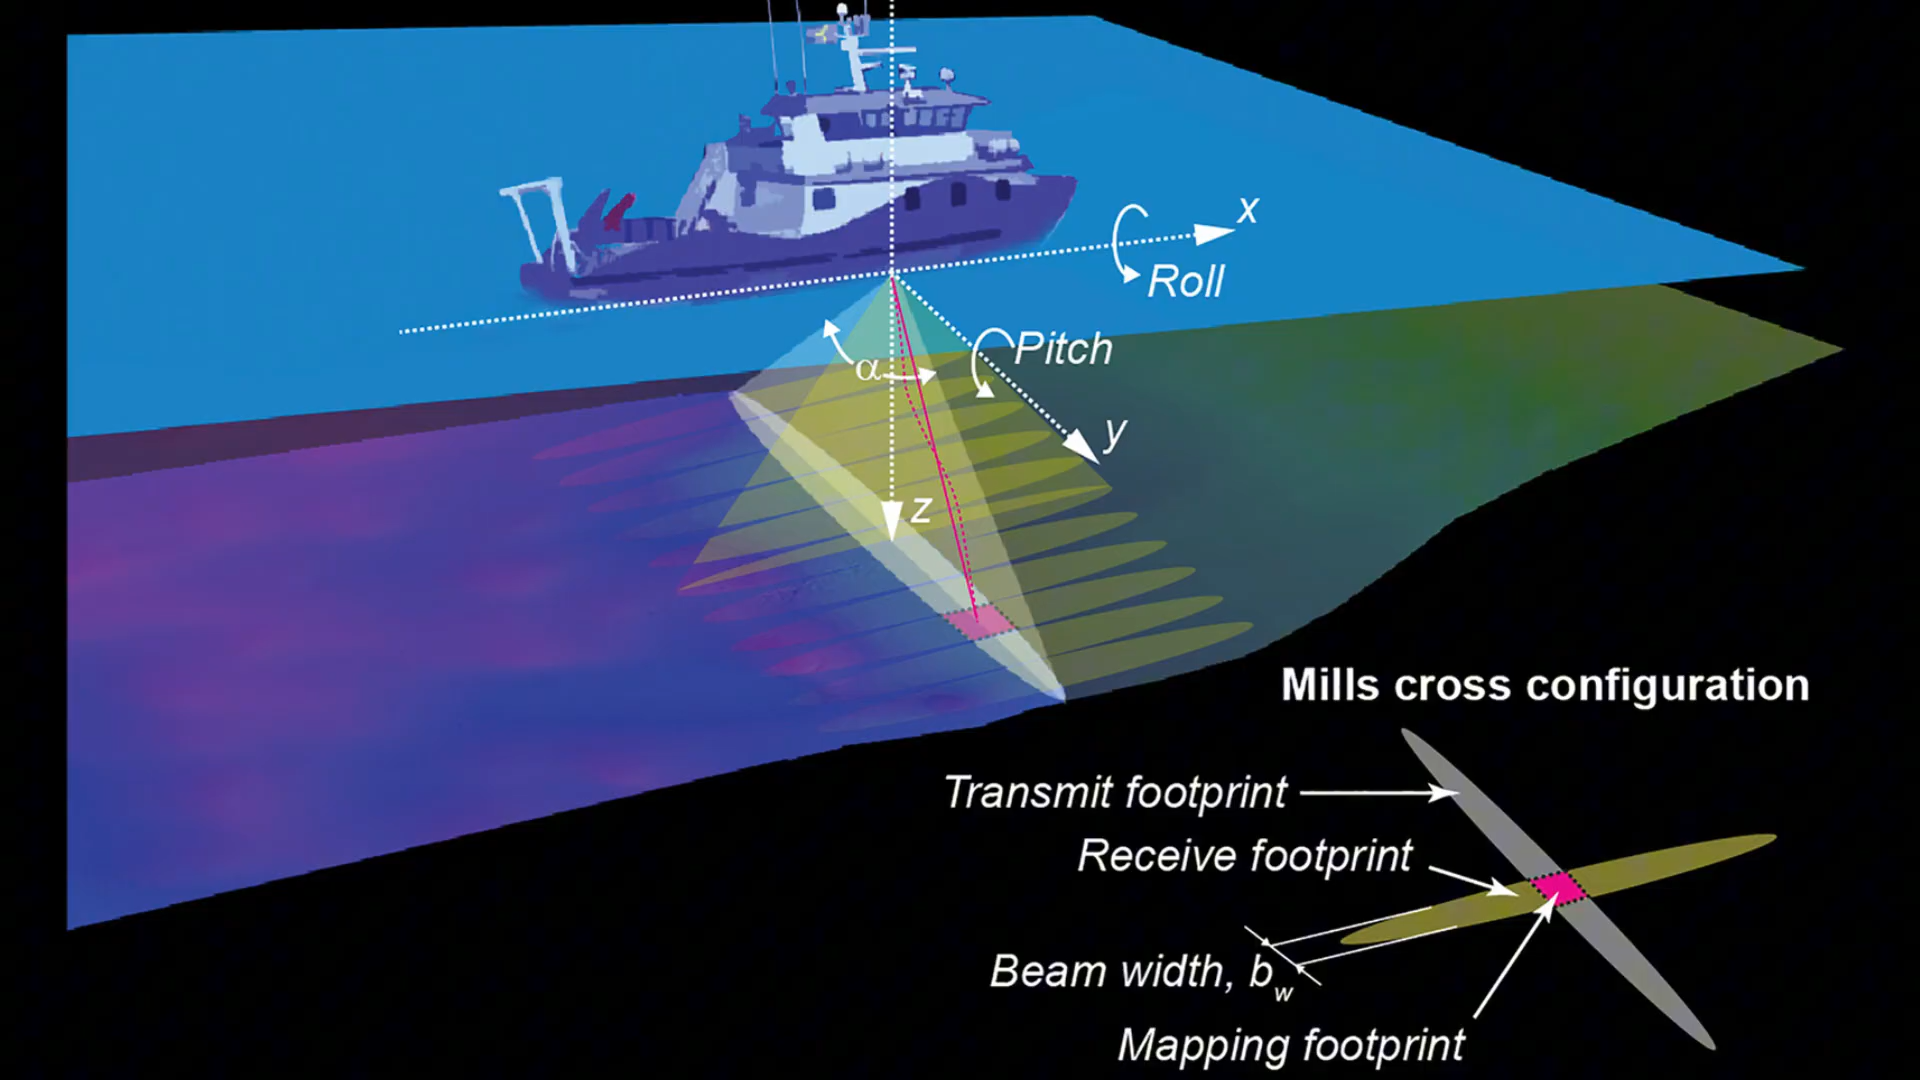 x
Roll
Pitch
α
y
z
Mills cross configuration
Transmit footprint
Receive footprint
Beam width, bw
Mapping footprint